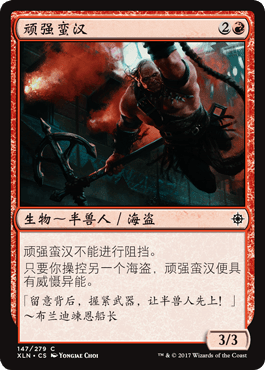 顽强蛮汉 2
生物～半兽人 / 海盗
顽强蛮汉不能进行阻挡。
只要你操控另一个海盗，顽强蛮汉便具
有威慑异能。
「留意背后，握紧武器，让半兽人先上！」
～布兰迪竦恩船长
3/3
147/279 C
XLN • CS YONGJAE CHOI
™ & © 2017 Wizards of the Coast